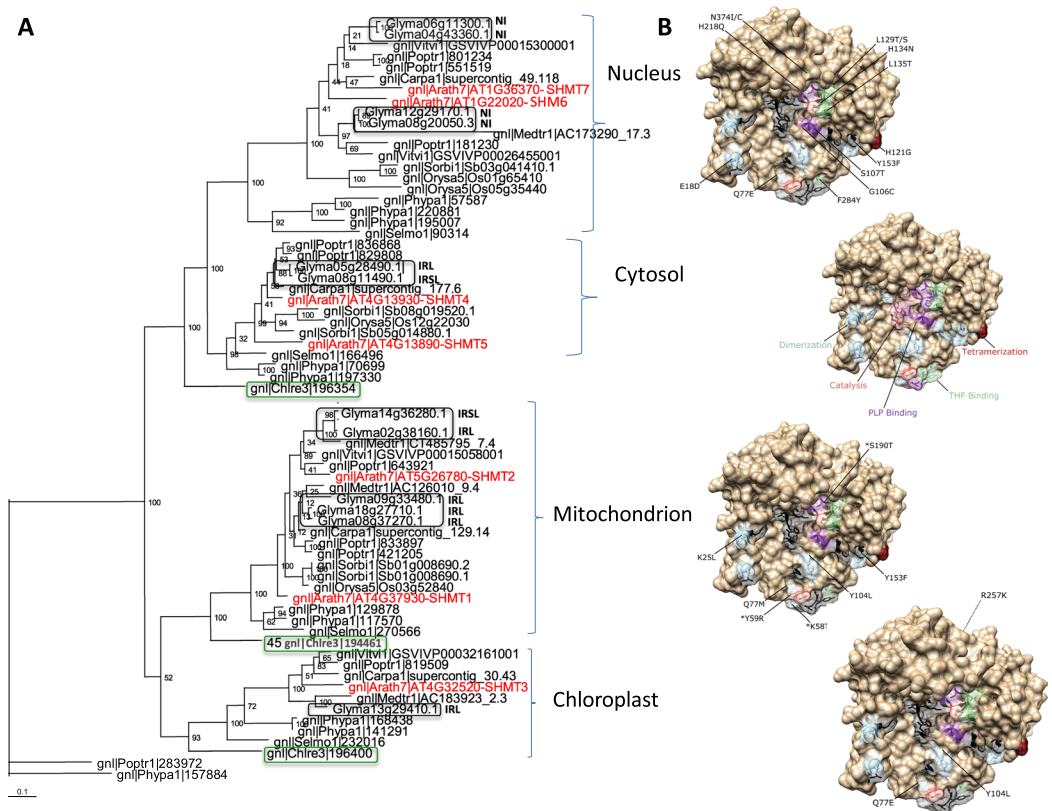 A
Glyma06g11300.1 NI
Glyma04g43360.1 NI
gnl|Vitvi1|GSVIVP00015300001
gnl|Poptr1|801234
gnl|Poptr1|551519
gnl|Carpa1|supercontig_49.118
gnl|Arath7|AT1G36370-SHMT7
gnl|Arath7|AT1G22020-SHM6
Glyma12g29170.1 NI
Glyma08g20050.3 NI
gnl|Medtr1|AC173290_17.3
gnl|Poptr1|181230
gnl|Vitvi1|GSVIVP00026455001
gnl|Sorbi1|Sb03g041410.1
gnl|Orysa5|Os01g65410
gnl|Orysa5|Os05g35440
gnl|Phypa1|57587
gnl|Phypa1|220881
gnl|Phypa1|195007
gnl|Selmo1|90314
Nucleus
gnl|Poptr1|836868
gnl|Poptr1|829808
Glyma05g28490.1 IRL
Glyma08g11490.1 IRSL
gnl|Carpa1|supercontig_177.6
gnl|Arath7|AT4G13930-SHMT4
gnl|Sorbi1|Sb08g019520.1
gnl|Orysa5|Os12g22030
gnl|Sorbi1|Sb05g014880.1
gnl|Arath7|AT4G13890-SHMT5
gnl|Selmo1|166496
gnl|Phypa1|70699
gnl|Phypa1|197330
gnl|Chlre3|196354
Cytosol
Glyma14g36280.1 IRSL
Glyma02g38160.1 IRL
gnl|Medtr1|CT485795_7.4
gnl|Vitvi1|GSVIVP00015058001
gnl|Poptr1|643921
gnl|Arath7|AT5G26780-SHMT2
gnl|Medtr1|AC126010_9.4
Glyma09g33480.1 IRL
Glyma18g27710.1 IRL
Glyma08g37270.1 IRL
gnl|Carpa1|supercontig_129.14
gnl|Poptr1|833897
gnl|Poptr1|421205
gnl|Sorbi1|Sb01g008690.2
gnl|Sorbi1|Sb01g008690.1
gnl|Orysa5|Os03g52840
gnl|Arath7|AT4G37930-SHMT1
gnl|Phypa1|129878
gnl|Phypa1|117570
gnl|Selmo1|270566
45 gnl|Chlre3|194461
Mitochondrion
gnl|Vitvi1|GSVIVP00032161001
gnl|Poptr1|819509
gnl|Carpa1|supercontig_30.43
gnl|Arath7|AT4G32520-SHMT3
gnl|Medtr1|AC183923_2.3
Glyma13g29410.1 IRL
gnl|Phypa1|168438
gnl|Phypa1|141291
gnl|Selmo1|232016
gnl|Chlre3|196400
Chloroplast
gnl|Poptr1|283972
gnl|Phypa1|157884
0.1
B
N374I/C
H218Q
L129T/S
H134N
L135T
H121G
Y153F
S107T
G106C
F284Y
Q77E
E18D
Dimerization
Tetramerization
Catalysis
THF Binding
PLP Binding
*S190T
K25L
Y153F
Q77M
Y104L
*Y59R
*K58T
R257K
Q77E
Y104L